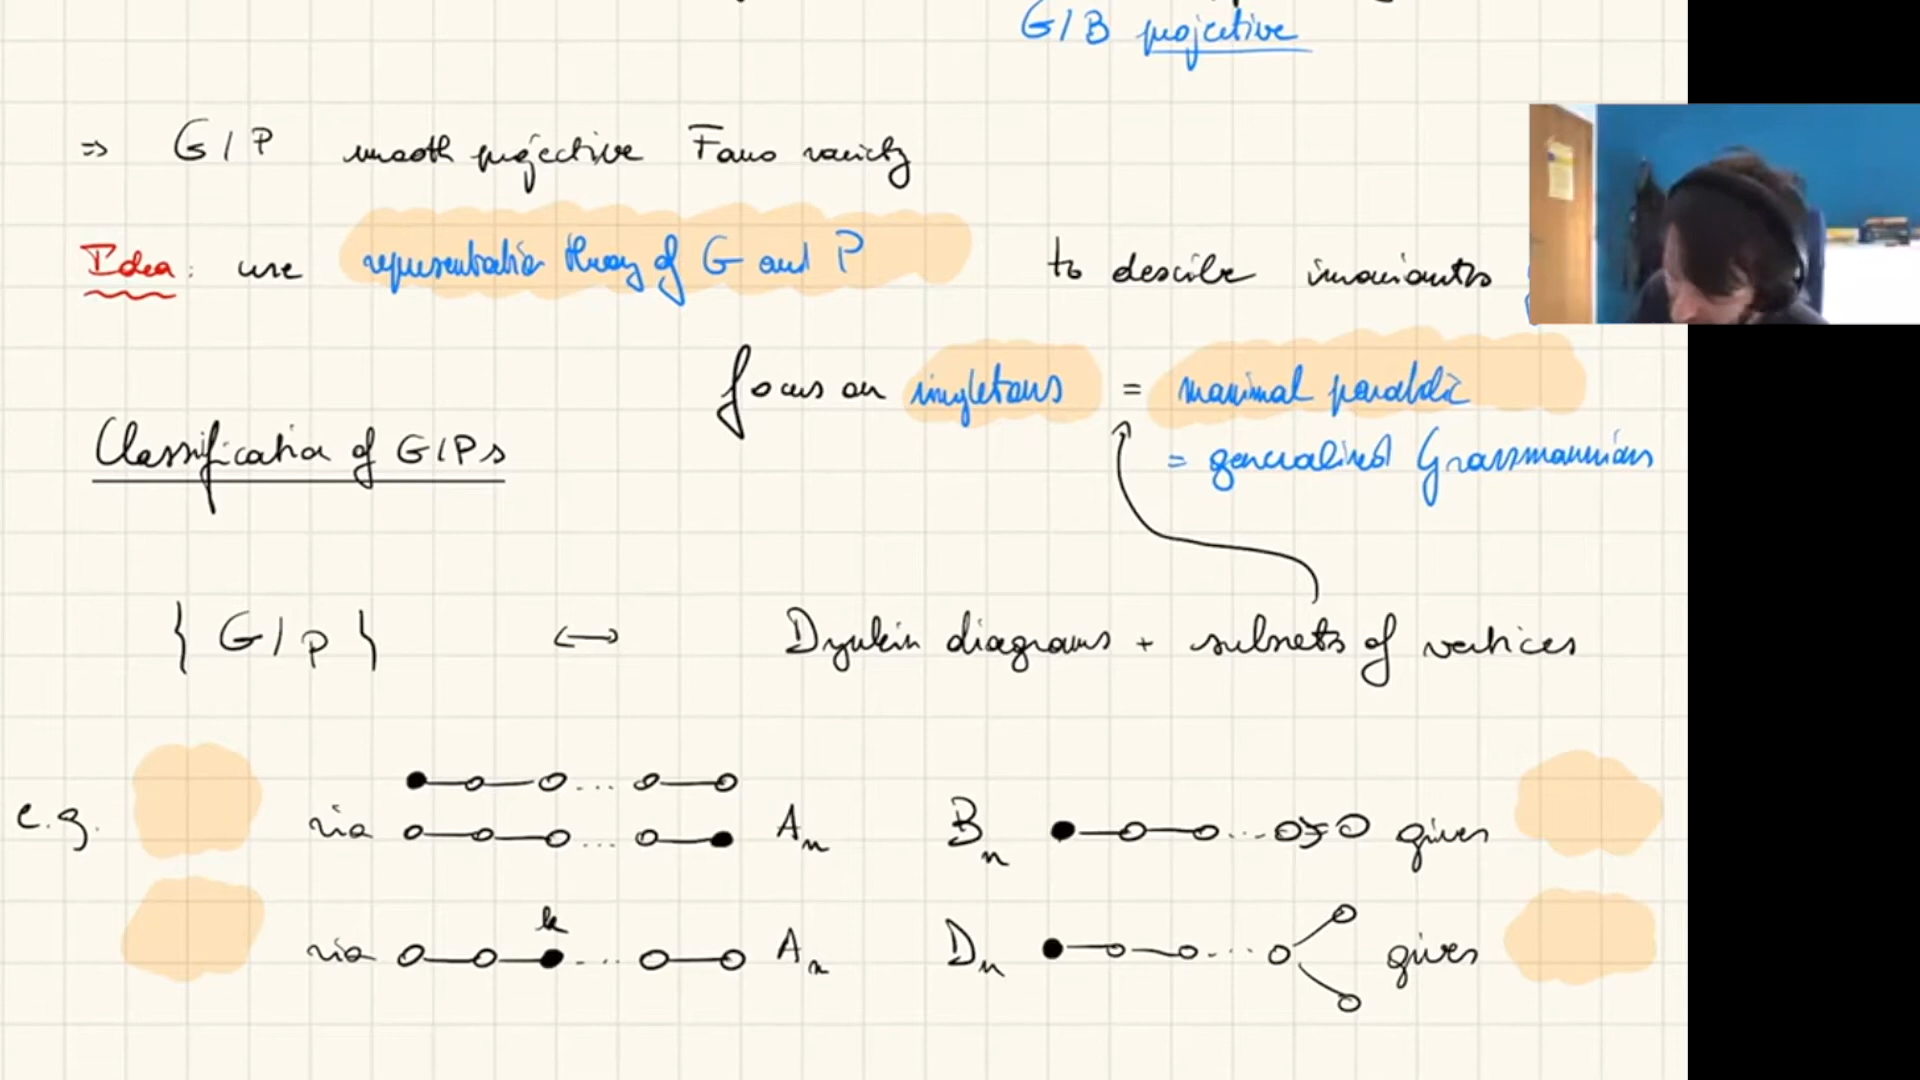 G/B projective
⇒ G/P smooth projective Fano variety
Idea: use representation theory of G and P to describe invariants
focus on singletons = maximal parabolic
= generalised Grassmannians
Classification of G/Ps
{ G/P } ↔ Dynkin diagrams + subsets of vertices
e.g. via A_n B_n gives
k
via A_n D_n gives